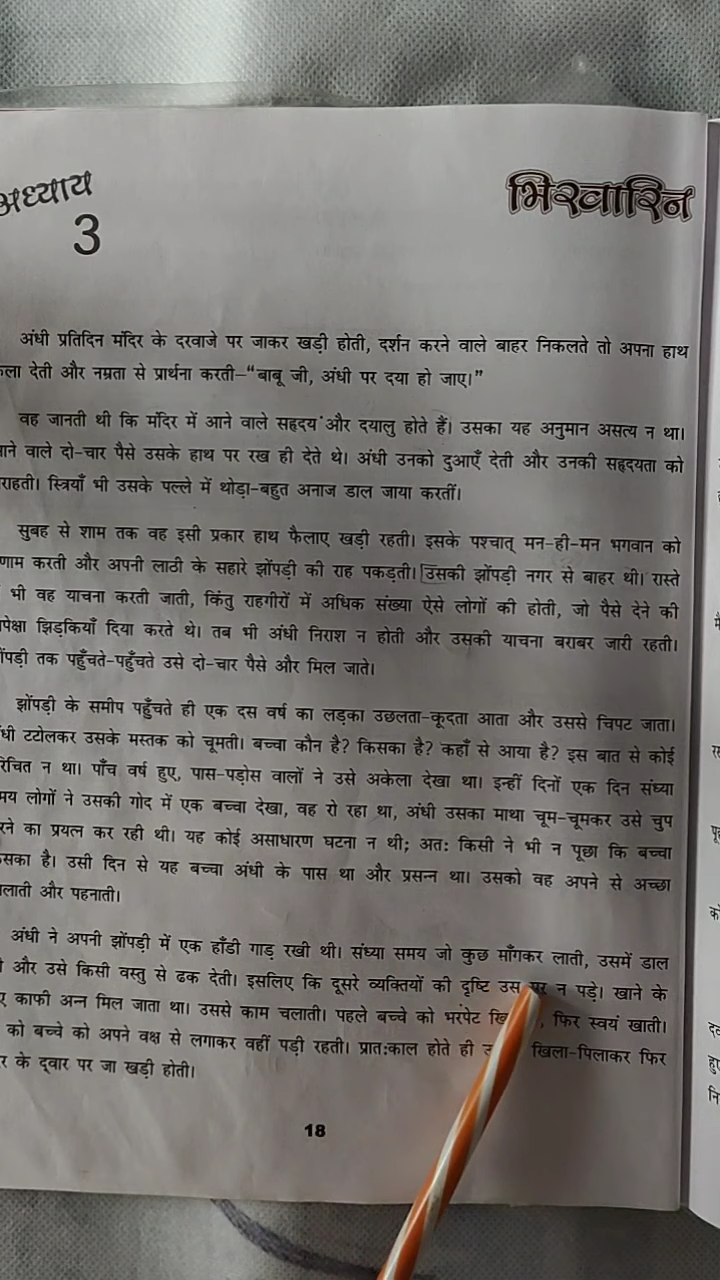 अध्याय
3
भिखारिन
अंधी प्रतिदिन मंदिर के दरवाजे पर जाकर खड़ी होती, दर्शन करने वाले बाहर निकलते तो अपना हाथ
देती और नम्रता से प्रार्थना करती–“बाबू जी, अंधी पर दया हो जाए।”
वह जानती थी कि मंदिर में आने वाले सहृदय और दयालु होते हैं। उसका यह अनुमान असत्य न था।
वाले दो-चार पैसे उसके हाथ पर रख ही देते थे। अंधी उनको दुआएँ देती और उनकी सहृदयता को
स्त्रियाँ भी उसके पल्ले में थोड़ा-बहुत अनाज डाल जाया करतीं।
सुबह से शाम तक वह इसी प्रकार हाथ फैलाए खड़ी रहती। इसके पश्चात् मन-ही-मन भगवान को
करती और अपनी लाठी के सहारे झोंपड़ी की राह पकड़ती। उसकी झोंपड़ी नगर से बाहर थी। रास्ते
भी वह याचना करती जाती, किंतु राहगीरों में अधिक संख्या ऐसे लोगों की होती, जो पैसे देने की
झिड़कियाँ दिया करते थे। तब भी अंधी निराश न होती और उसकी याचना बराबर जारी रहती।
तक पहुँचते-पहुँचते उसे दो-चार पैसे और मिल जाते।
झोंपड़ी के समीप पहुँचते ही एक दस वर्ष का लड़का उछलता-कूदता आता और उससे चिपट जाता।
टटोलकर उसके मस्तक को चूमती। बच्चा कौन है? किसका है? कहाँ से आया है? इस बात से कोई
न था। पाँच वर्ष हुए, पास-पड़ोस वालों ने उसे अकेला देखा था। इन्हीं दिनों एक दिन संध्या
लोगों ने उसकी गोद में एक बच्चा देखा, वह रो रहा था, अंधी उसका माथा चूम-चूमकर उसे चुप
का प्रयत्न कर रही थी। यह कोई असाधारण घटना न थी; अतः किसी ने भी न पूछा कि बच्चा
है। उसी दिन से यह बच्चा अंधी के पास था और प्रसन्न था। उसको वह अपने से अच्छा
और पहनाती।
अंधी ने अपनी झोंपड़ी में एक हाँडी गाड़ रखी थी। संध्या समय जो कुछ माँगकर लाती, उसमें डाल
और उसे किसी वस्तु से ढक देती। इसलिए कि दूसरे व्यक्तियों की दृष्टि उस पर न पड़े। खाने के
काफी अन्न मिल जाता था। उससे काम चलाती। पहले बच्चे को भरपेट फिर स्वयं खाती।
को बच्चे को अपने वक्ष से लगाकर वहीं पड़ी रहती। प्रातःकाल होते ही खिला-पिलाकर फिर
के द्वार पर जा खड़ी होती।
18